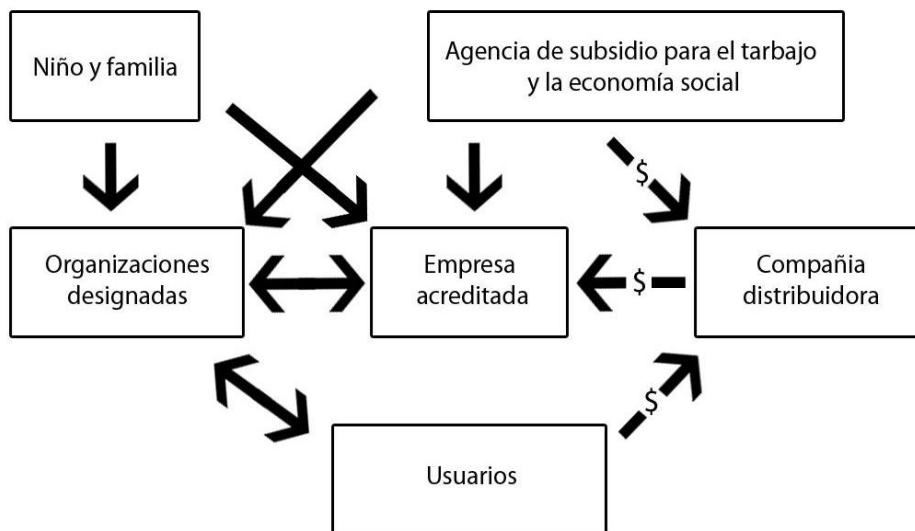 Niño y familia
Agencia de subsidio para el tarbajo
y la economía social
$
Organizaciones
designadas
Empresa
acreditada
$
Compañia
distribuidora
$
Usuarios